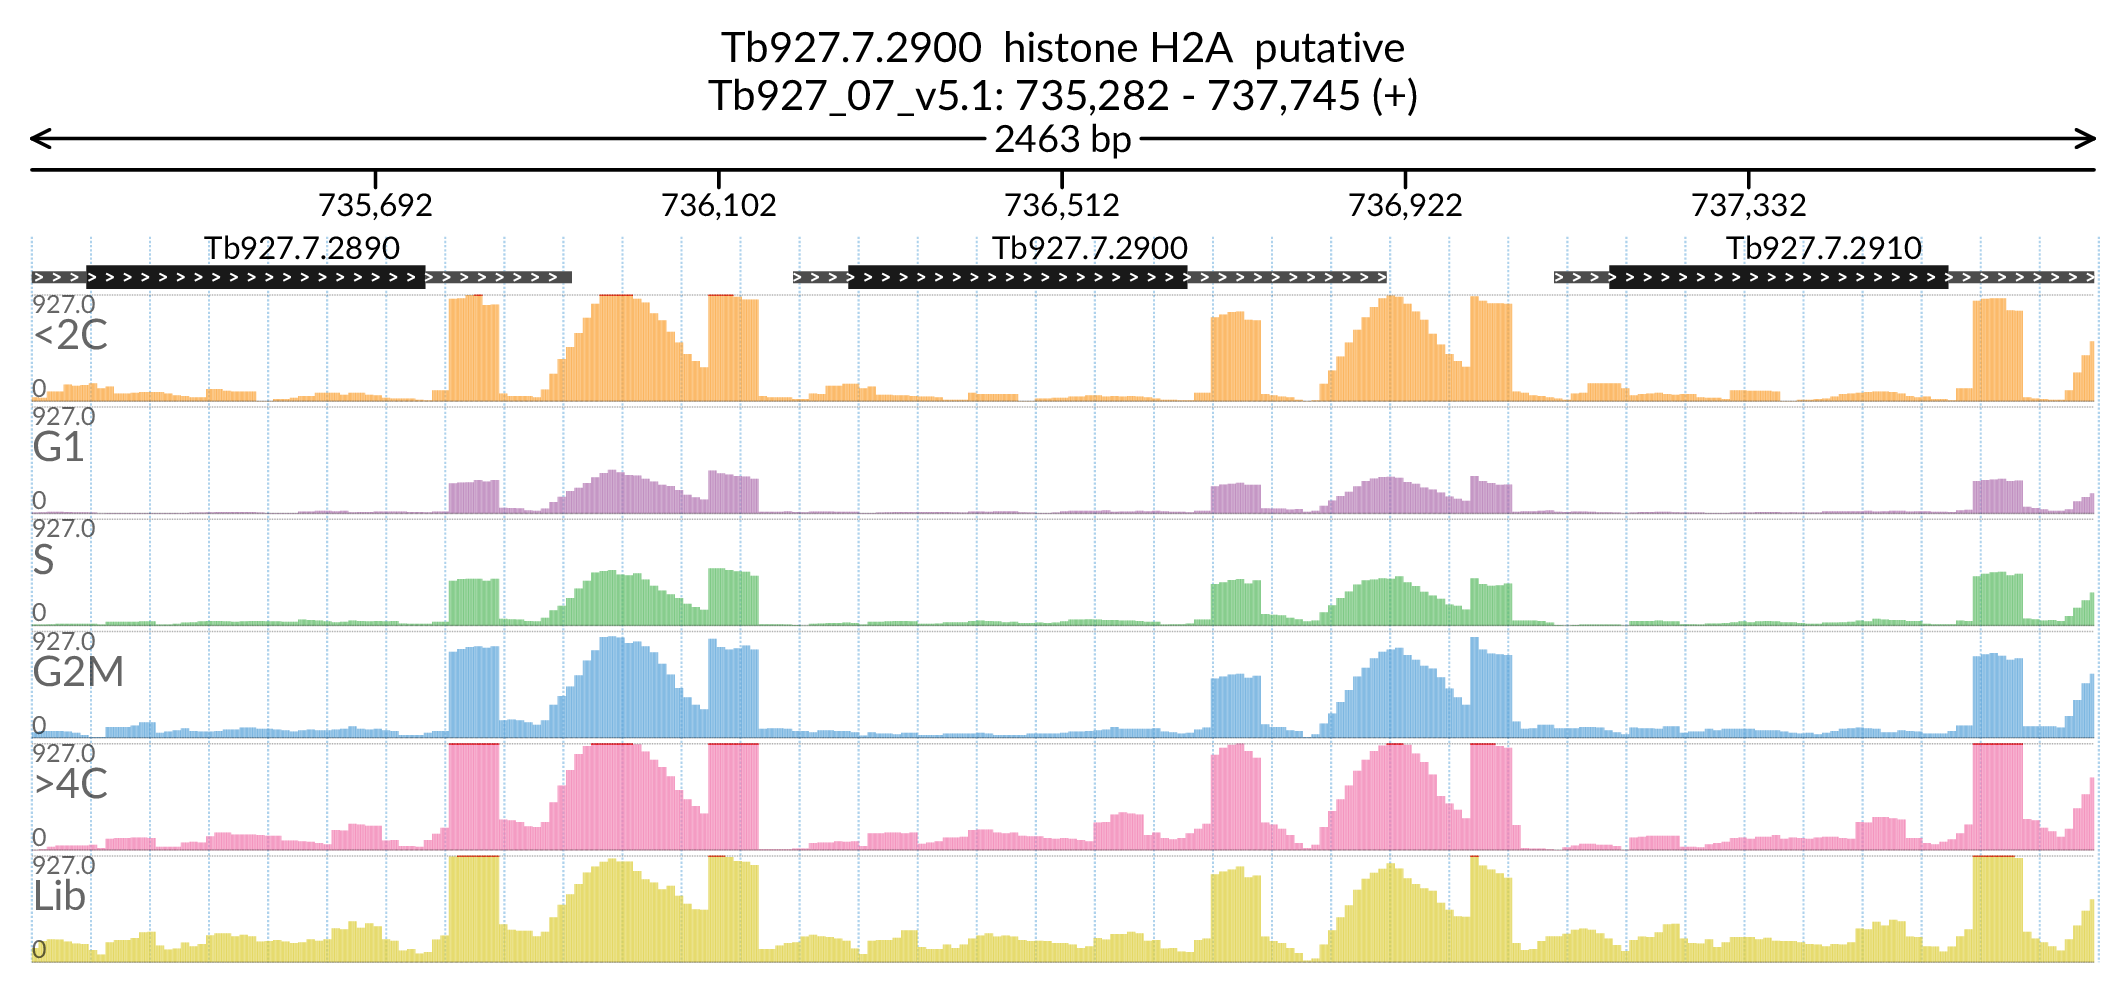 Tb927.7.2900 histone H2A putative
Tb927_07_v5.1: 735,282 - 737,745 (+)
2463 bp
735,692 736,102 736,512 736,922 737,332
Tb927.7.2890 Tb927.7.2900 Tb927.7.2910
927.0
<2C
0
927.0
G1
0
927.0
S
0
927.0
G2M
0
927.0
>4C
0
927.0
Lib
0